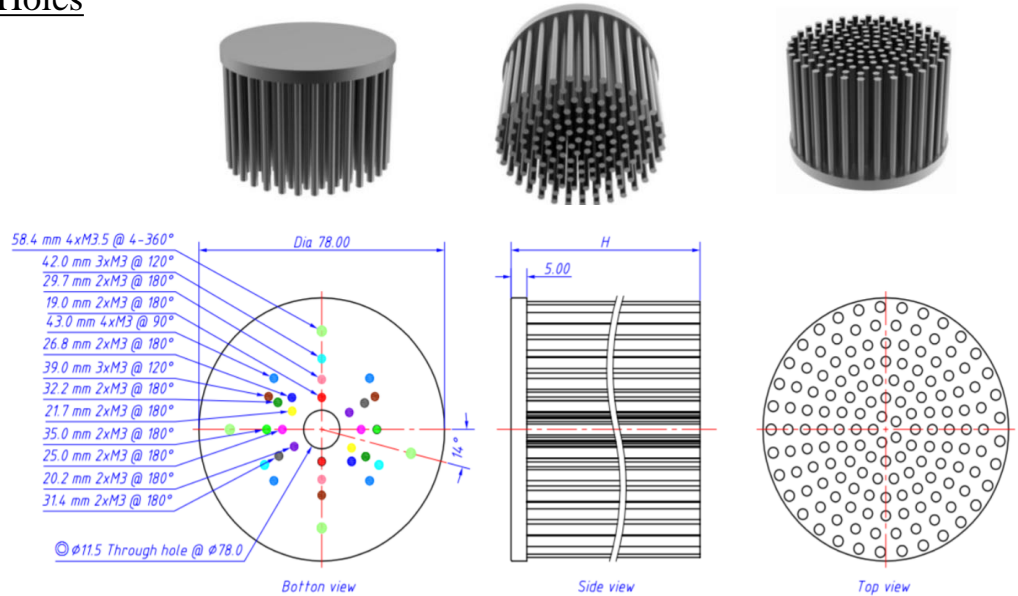 Holes
58.4 mm 4xM3.5 @ 4-360°
42.0 mm 3xM3 @ 120°
29.7 mm 2xM3 @ 180°
19.0 mm 2xM3 @ 180°
43.0 mm 4xM3 @ 90°
26.8 mm 2xM3 @ 180°
39.0 mm 3xM3 @ 120°
32.2 mm 2xM3 @ 180°
21.7 mm 2xM3 @ 180°
35.0 mm 2xM3 @ 180°
25.0 mm 2xM3 @ 180°
20.2 mm 2xM3 @ 180°
31.4 mm 2xM3 @ 180°
Ø11.5 Through hole @ Ø78.0
Dia 78.00
14°
Botton view
H
5.00
Side view
Top view